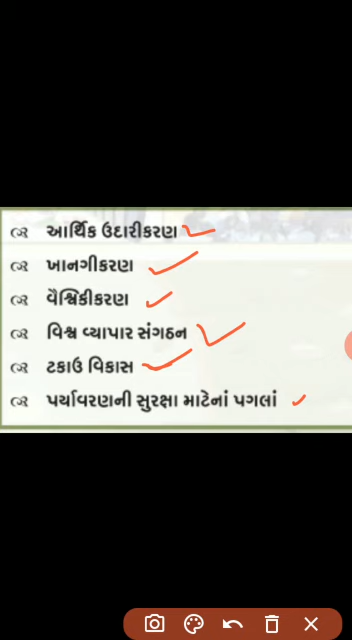 આર્થિક ઉદારીકરણ
ખાનગીકરણ
વૈશ્વિકીકરણ
વિશ્વ વ્યાપાર સંગઠન
ટકાઉ વિકાસ
પર્યાવરણની સુરક્ષા માટેનાં પગલાં